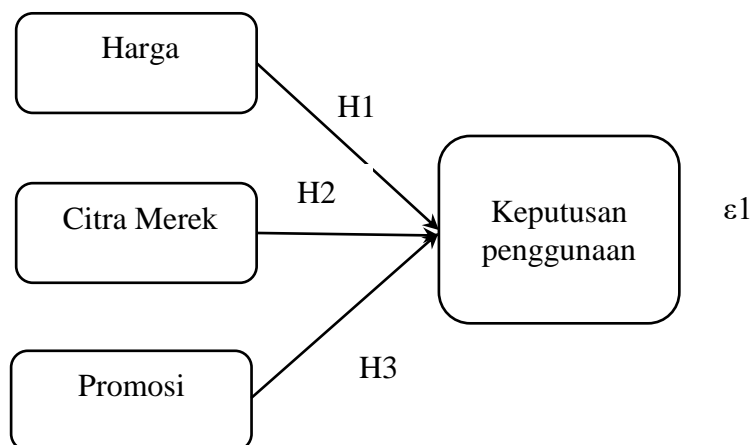 Harga
H1
Citra Merek
H2
Keputusan
penggunaan
ε1
Promosi
H3